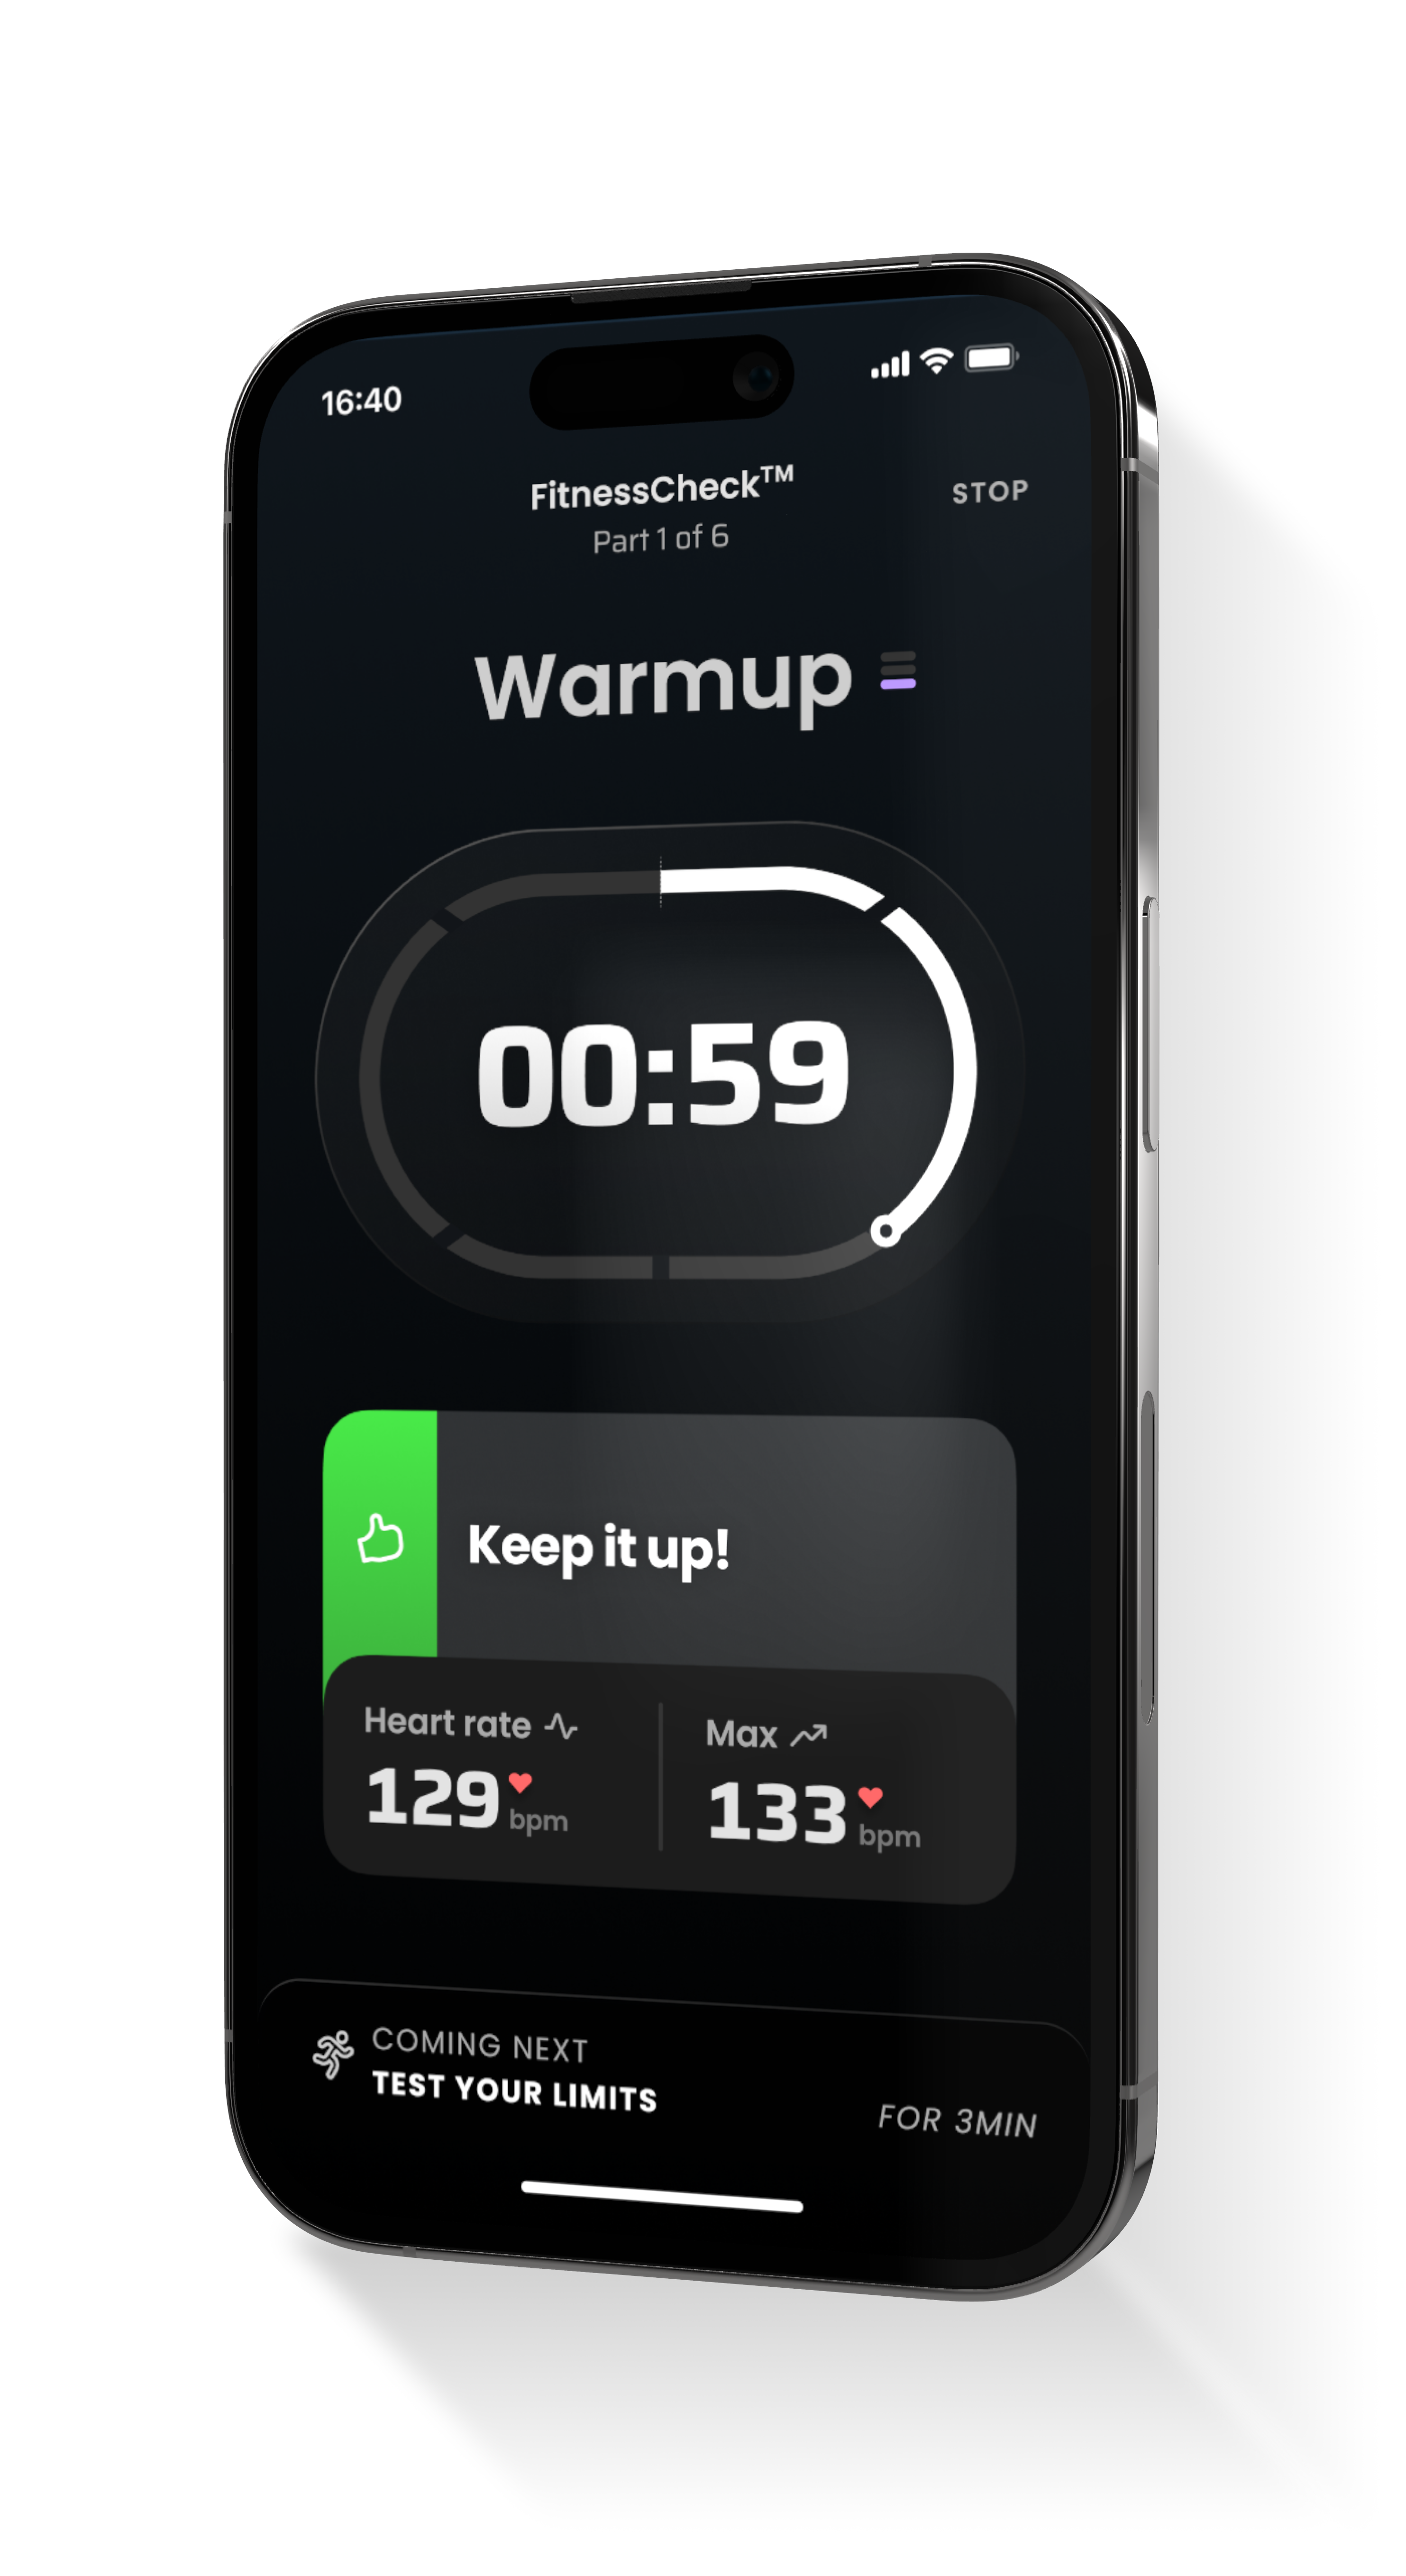 16:40
FitnessCheck™
STOP
Part 1 of 6
Warmup
00:59
Keep it up!
Heart rate
Max
129 bpm
133 bpm
COMING NEXT
TEST YOUR LIMITS
FOR 3MIN